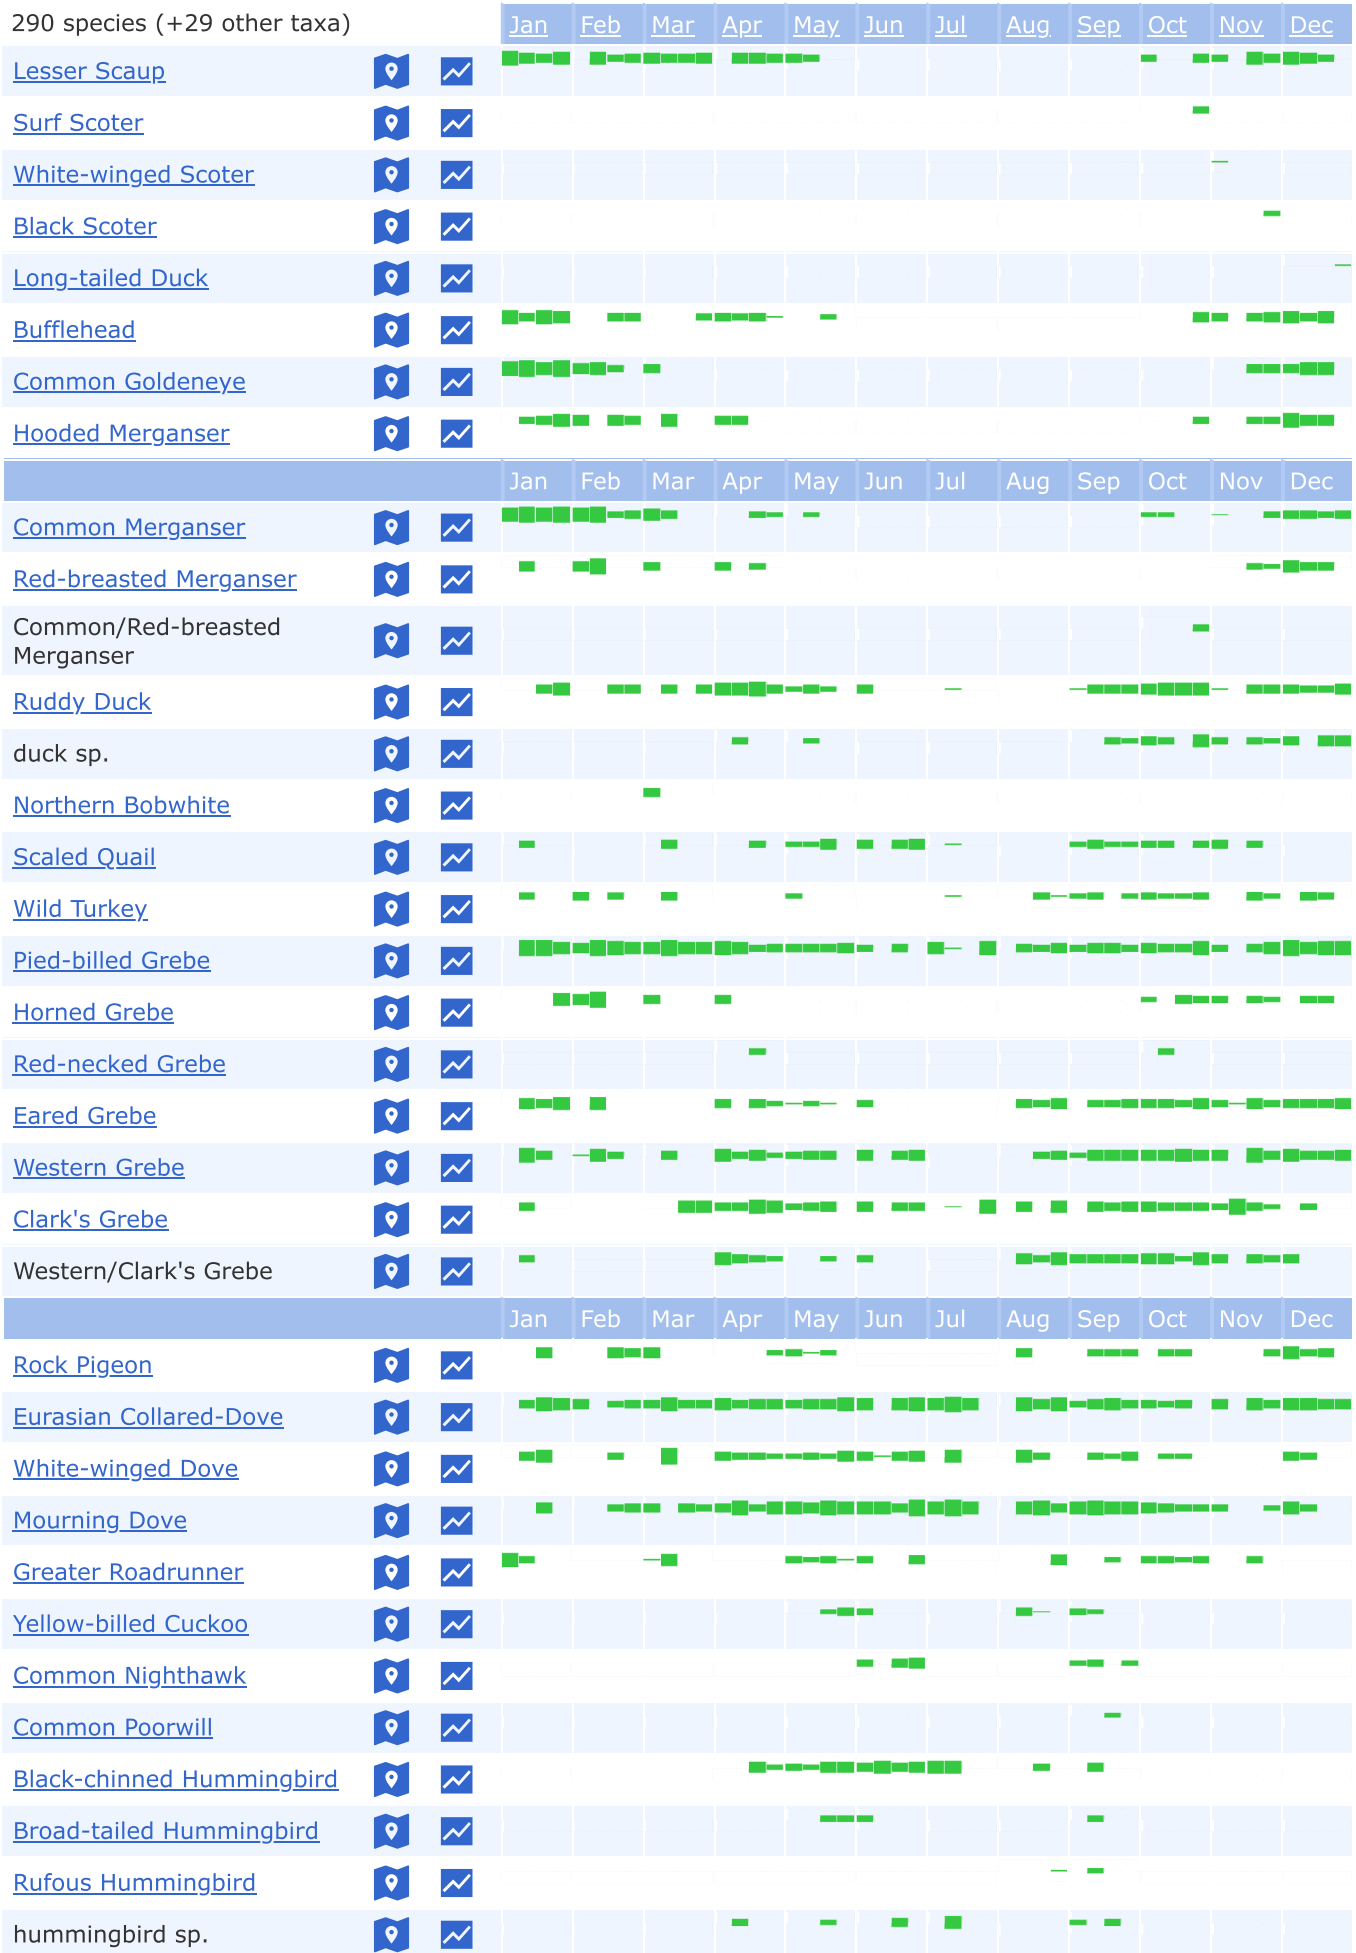 290 species (+29 other taxa) Jan Feb Mar Apr May Jun Jul Aug Sep Oct Nov Dec
Lesser Scaup
Surf Scoter
White-winged Scoter
Black Scoter
Long-tailed Duck
Bufflehead
Common Goldeneye
Hooded Merganser
Jan Feb Mar Apr May Jun Jul Aug Sep Oct Nov Dec
Common Merganser
Red-breasted Merganser
Common/Red-breasted
Merganser
Ruddy Duck
duck sp.
Northern Bobwhite
Scaled Quail
Wild Turkey
Pied-billed Grebe
Horned Grebe
Red-necked Grebe
Eared Grebe
Western Grebe
Clark's Grebe
Western/Clark's Grebe
Jan Feb Mar Apr May Jun Jul Aug Sep Oct Nov Dec
Rock Pigeon
Eurasian Collared-Dove
White-winged Dove
Mourning Dove
Greater Roadrunner
Yellow-billed Cuckoo
Common Nighthawk
Common Poorwill
Black-chinned Hummingbird
Broad-tailed Hummingbird
Rufous Hummingbird
hummingbird sp.